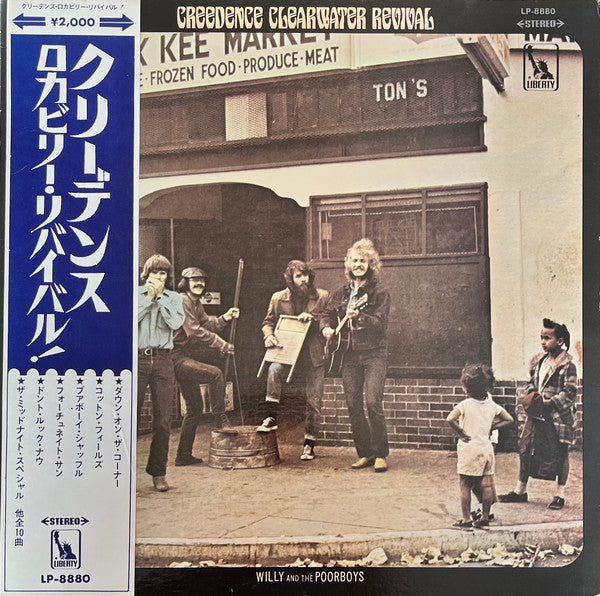 クリーデンス・ロカビリー・リバイバル!
¥2,000
クリーデンス
ロカビリー・リバイバル!
ダウン・オン・ザ・コーナー
コットン・フィールズ
プアボーイ・シャッフル
フォーチュネイト・サン
ドント・ルック・ナウ
ザ・ミッドナイト・スペシャル 他全10曲
STEREO
LIBERTY
LP-8880
CREEDENCE CLEARWATER REVIVAL
LP-8880
STEREO
LIBERTY
K KEE MARKET
E·FROZEN FOOD·PRODUCE·MEAT
TON'S
MA
WILLY AND THE POORBOYS